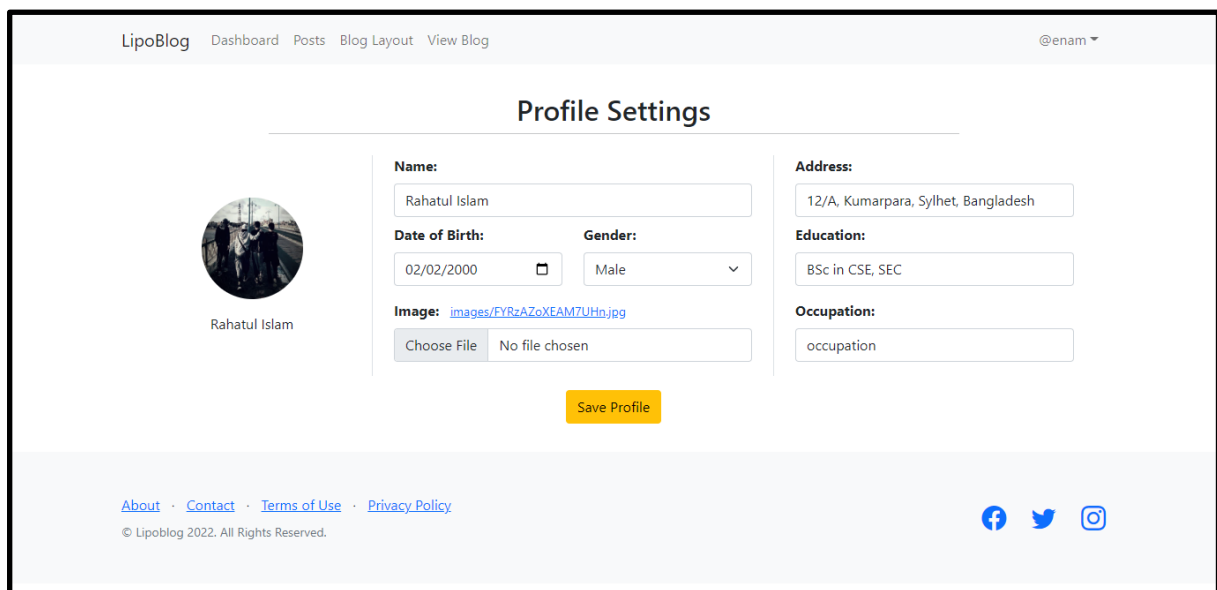 LipoBlog Dashboard Posts Blog Layout View Blog @enam
Profile Settings
Rahatul Islam
Name:
Rahatul Islam
Date of Birth: Gender:
02/02/2000 Male
Image: images/FYRzAZoXEAM7UHn.jpg
Choose File No file chosen
Address:
12/A, Kumarpara, Sylhet, Bangladesh
Education:
BSc in CSE, SEC
Occupation:
occupation
Save Profile
About · Contact · Terms of Use · Privacy Policy
© Lipoblog 2022. All Rights Reserved.